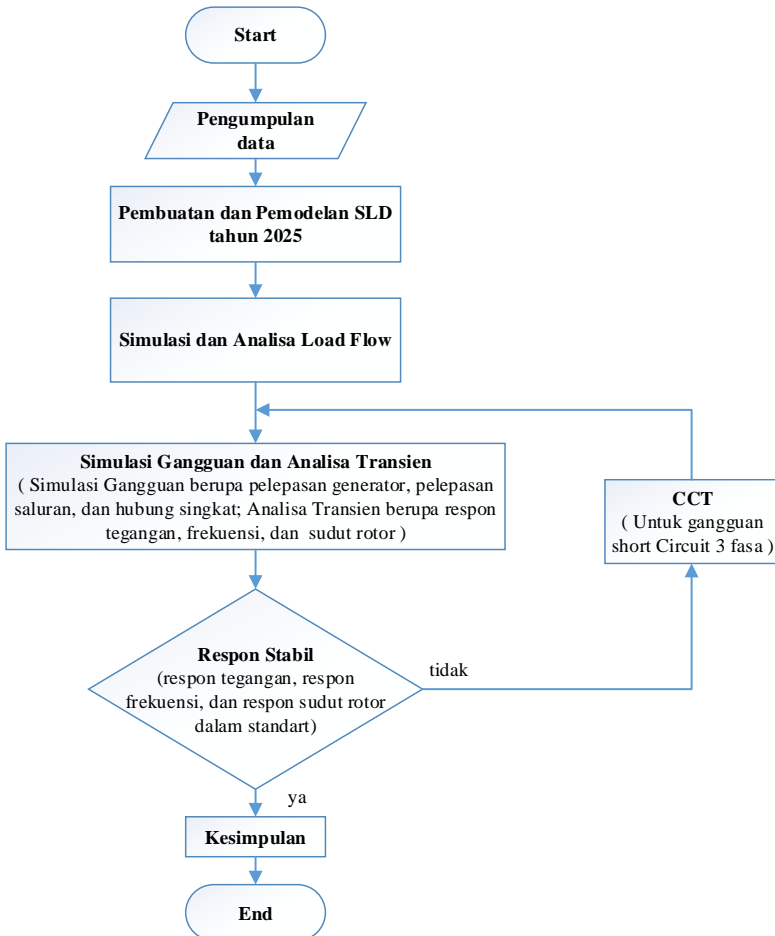 Start
Pengumpulan
data
Pembuatan dan Pemodelan SLD
tahun 2025
Simulasi dan Analisa Load Flow
Simulasi Gangguan dan Analisa Transien
( Simulasi Gangguan berupa pelepasan generator, pelepasan
saluran, dan hubung singkat; Analisa Transien berupa respon
tegangan, frekuensi, dan sudut rotor )
CCT
( Untuk gangguan
short Circuit 3 fasa )
Respon Stabil
(respon tegangan, respon
frekuensi, dan respon sudut rotor
dalam standart)
tidak
ya
Kesimpulan
End